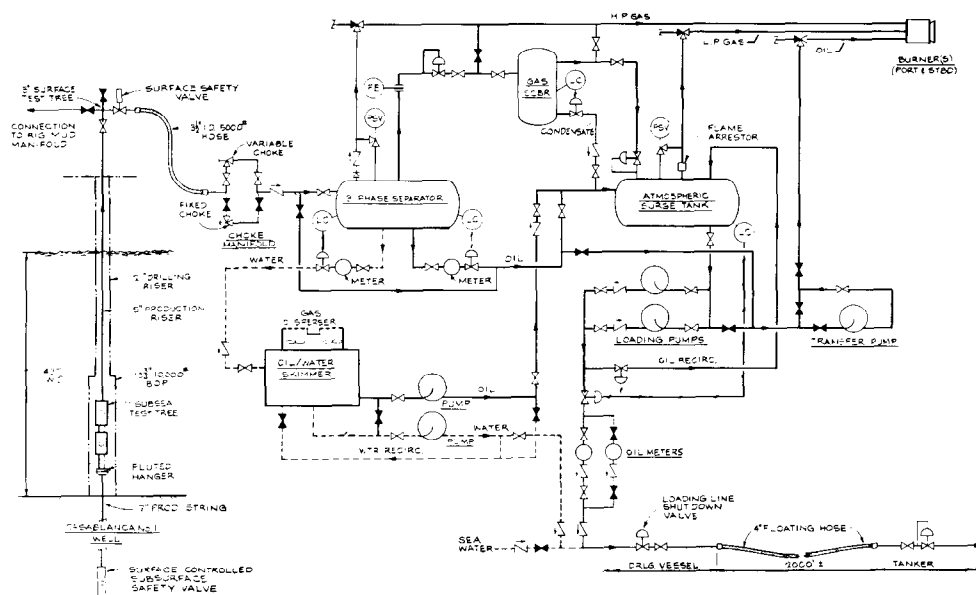 H.P. GAS
L.P. GAS
OIL
BURNER(S)
(PORT & STBD)
SURFACE
TEST TREE
SURFACE SAFETY
VALVE
CONNECTION
TO RIG MUD
MANIFOLD
HOSE
VARIABLE
CHOKE
FIXED
CHOKE
CHOKE
MANIFOLD
FE
PSV
GAS
LC
CONDENSATE
PSV
FLAME
ARRESTOR
PHASE SEPARATOR
LC
LC
ATMOSPHERIC
SURGE TANK
LC
WATER
METER
METER
OIL
DRILLING
RISER
PRODUCTION
RISER
GAS
OIL/WATER
SKIMMER
LOADING PUMPS
TRANSFER PUMP
OIL RECIRC.
10,000#
BOP
SUBSEA
TEST TREE
PUMP
OIL
WATER
PUMP
WTR RECIRC.
OIL METERS
FLUTED
HANGER
7" PROD STRING
WELL
SURFACE CONTROLLED
SUBSURFACE
SAFETY VALVE
SEA
WATER
LOADING LINE
SHUTDOWN
VALVE
4" FLOATING HOSE
DRLG VESSEL
2000' ±
TANKER